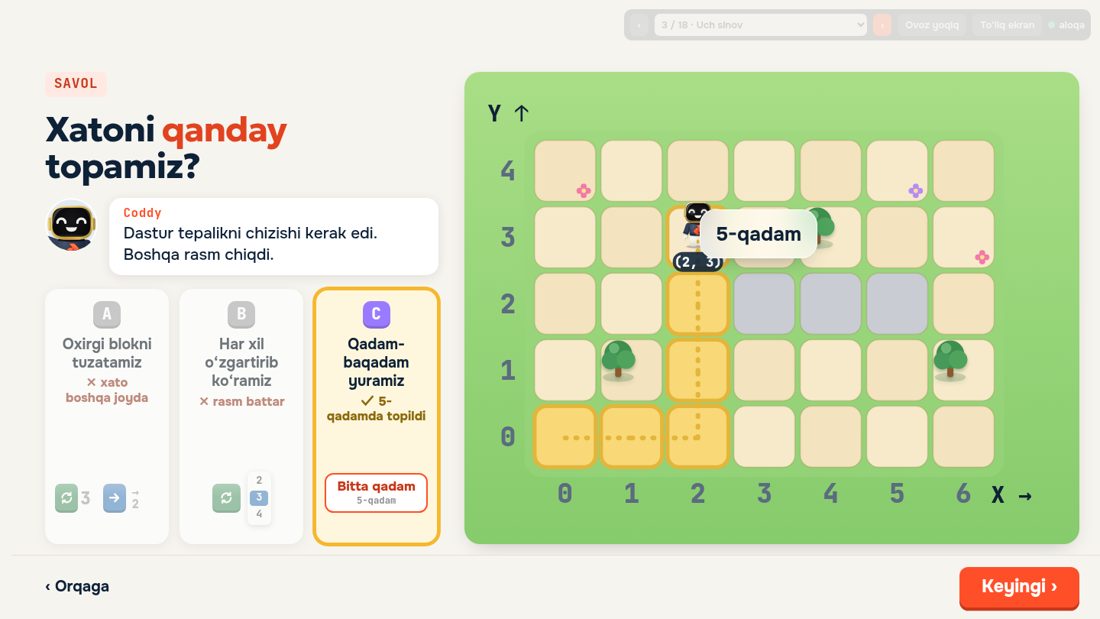 3 / 18 · Uch sinov
Ovoz yoqiq
To'liq ekran
aloqa
SAVOL
Xatoni qanday
topamiz?
Coddy
Dastur tepalikni chizishi kerak edi.
Boshqa rasm chiqdi.
A
Oxirgi blokni
tuzatamiz
× xato
boshqa joyda
3
→
2
B
Har xil
oʻzgartirib
koʻramiz
× rasm battar
2
3
4
C
Qadam-
baqadam
yuramiz
✓ 5-
qadamda topildi
Bitta qadam
5-qadam
Y ↑
4
3
2
1
0
5-qadam
(2, 3)
0 1 2 3 4 5 6 X →
‹ Orqaga
Keyingi ›